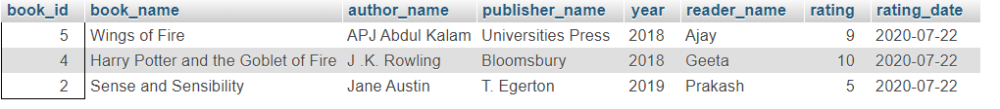 book_id book_name author_name publisher_name year reader_name rating rating_date
5 Wings of Fire APJ Abdul Kalam Universities Press 2018 Ajay 9 2020-07-22
4 Harry Potter and the Goblet of Fire J .K. Rowling Bloomsbury 2018 Geeta 10 2020-07-22
2 Sense and Sensibility Jane Austin T. Egerton 2019 Prakash 5 2020-07-22